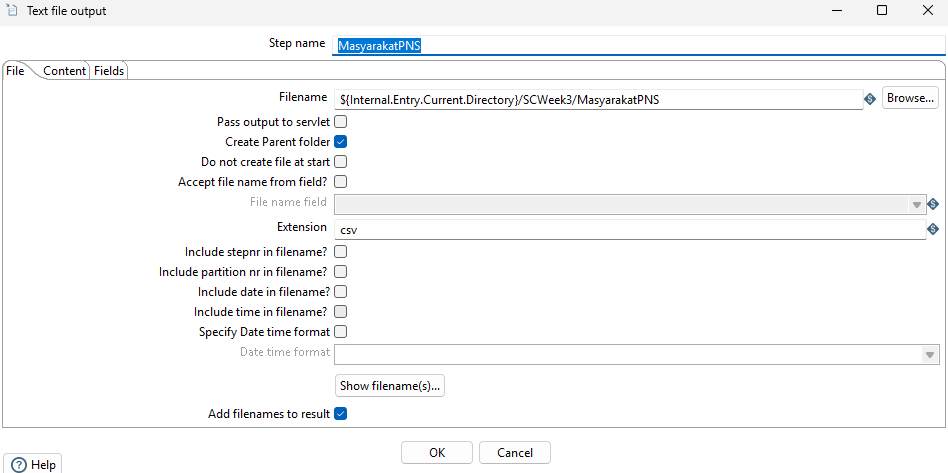 Text file output
Step name MasyarakatPNS
File Content Fields
Filename ${Internal.Entry.Current.Directory}/SCWeek3/MasyarakatPNS Browse...
Pass output to servlet
Create Parent folder
Do not create file at start
Accept file name from field?
File name field
Extension csv
Include stepnr in filename?
Include partition nr in filename?
Include date in filename?
Include time in filename?
Specify Date time format
Date time format
Show filename(s)...
Add filenames to result
OK Cancel
Help